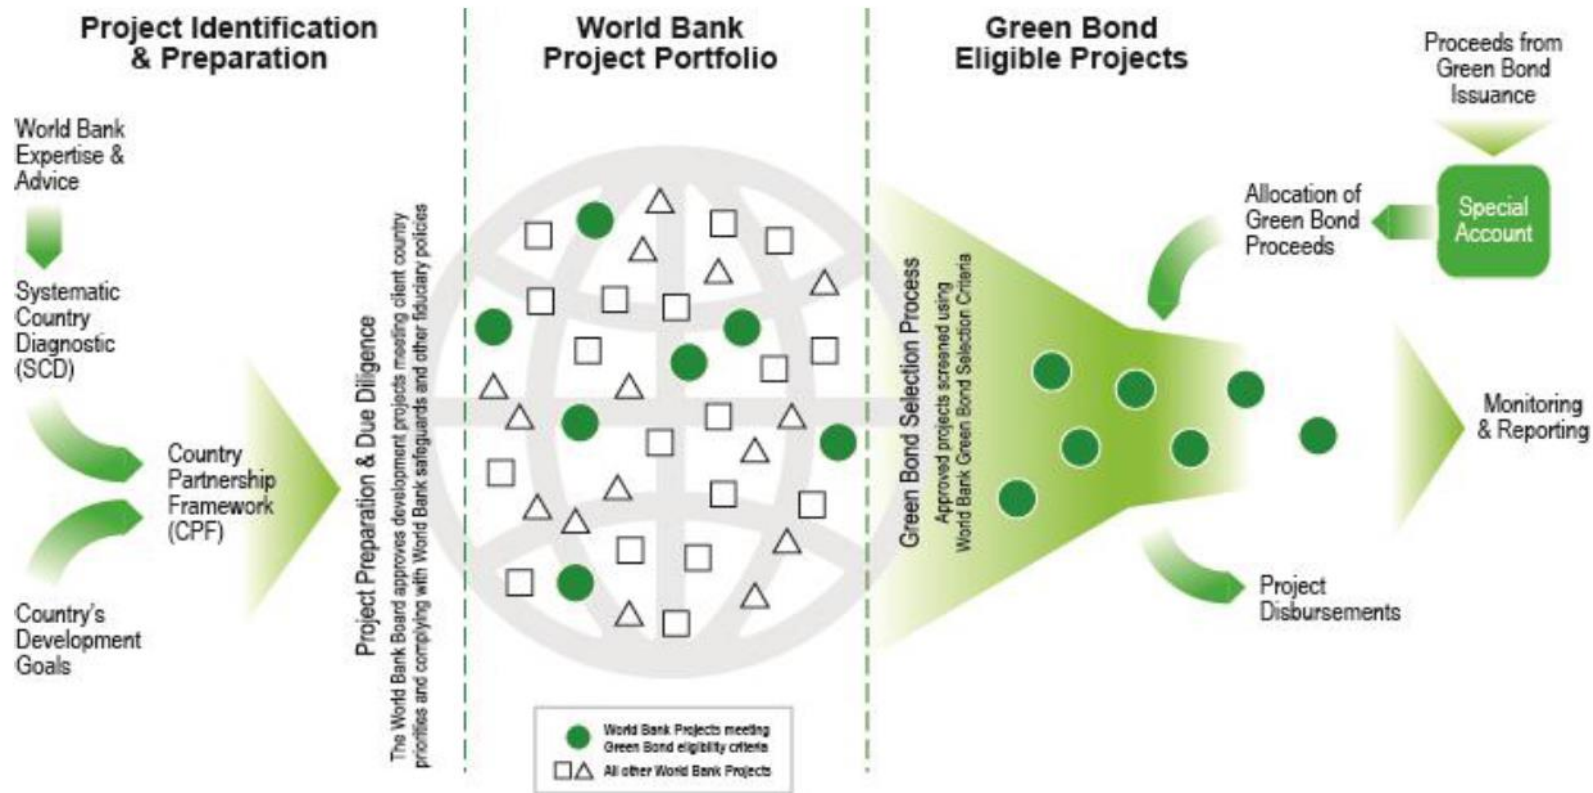 Project Identification
& Preparation
World Bank
Expertise &
Advice
Systematic
Country
Diagnostic
(SCD)
Country
Partnership
Framework
(CPF)
Country's
Development
Goals
Project Preparation & Due Diligence
The World Bank Board approves development projects meeting client country
priorities and complying with World Bank safeguards and other fiduciary policies
World Bank
Project Portfolio
World Bank Projects meeting
Green Bond eligibility criteria
All other World Bank Projects
Green Bond
Eligible Projects
Green Bond Selection Process
Approved projects screened using
World Bank Green Bond Selection Criteria
Proceeds from
Green Bond
Issuance
Special
Account
Allocation of
Green Bond
Proceeds
Monitoring
& Reporting
Project
Disbursements